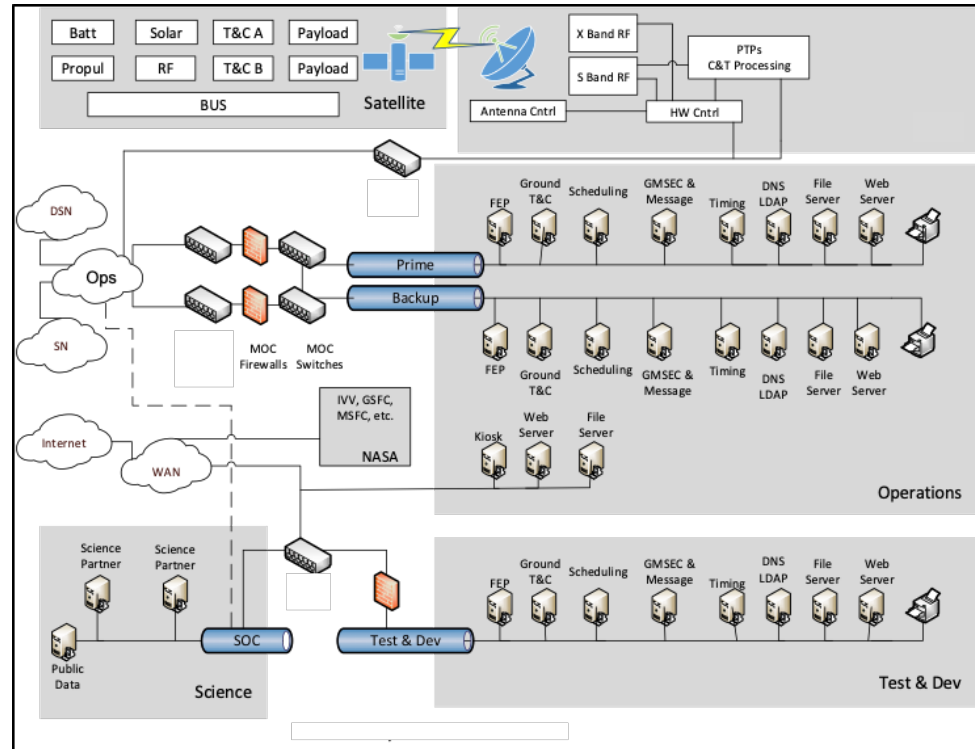 Batt
Solar
T&C A
Payload
Propul
RF
T&C B
Payload
BUS
Satellite
X Band RF
S Band RF
PTPs
C&T Processing
Antenna Cntrl
HW Cntrl
DSN
Ops
SN
MOC
Firewalls
MOC
Switches
Prime
Backup
FEP
Ground
T&C
Scheduling
GMSEC &
Message
Timing
DNS
LDAP
File
Server
Web
Server
FEP
Ground
T&C
Scheduling
GMSEC &
Message
Timing
DNS
LDAP
File
Server
Web
Server
Kiosk
Web
Server
File
Server
Operations
IVV, GSFC,
MSFC, etc.
NASA
Internet
WAN
Science
Partner
Science
Partner
Public
Data
SOC
Science
Test & Dev
FEP
Ground
T&C
Scheduling
GMSEC &
Message
Timing
DNS
LDAP
File
Server
Web
Server
Test & Dev